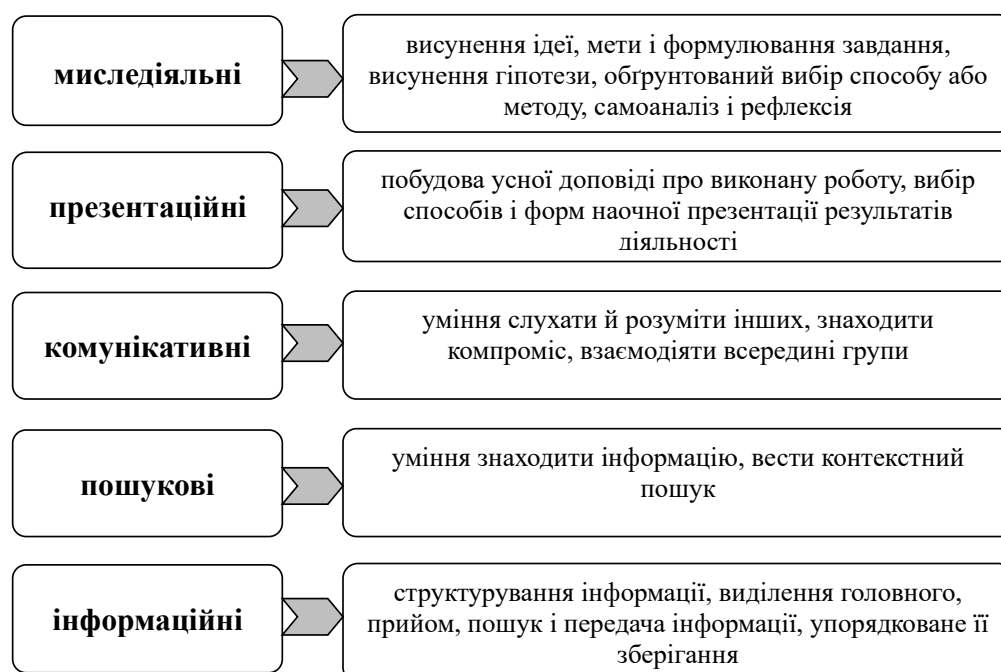 мисledіяльні
висунення ідеї, мети і формулювання завдання,
висунення гіпотези, обґрунтований вибір способу або
методу, самоаналіз і рефлексія
презентаційні
побудова усної доповіді про виконану роботу, вибір
способів і форм наочної презентації результатів
діяльності
комунікативні
уміння слухати й розуміти інших, знаходити
компроміс, взаємодіяти всередині групи
пошукові
уміння знаходити інформацію, вести контекстний
пошук
інформаційні
структурування інформації, виділення головного,
прийом, пошук і передача інформації, упорядковане її
зберігання